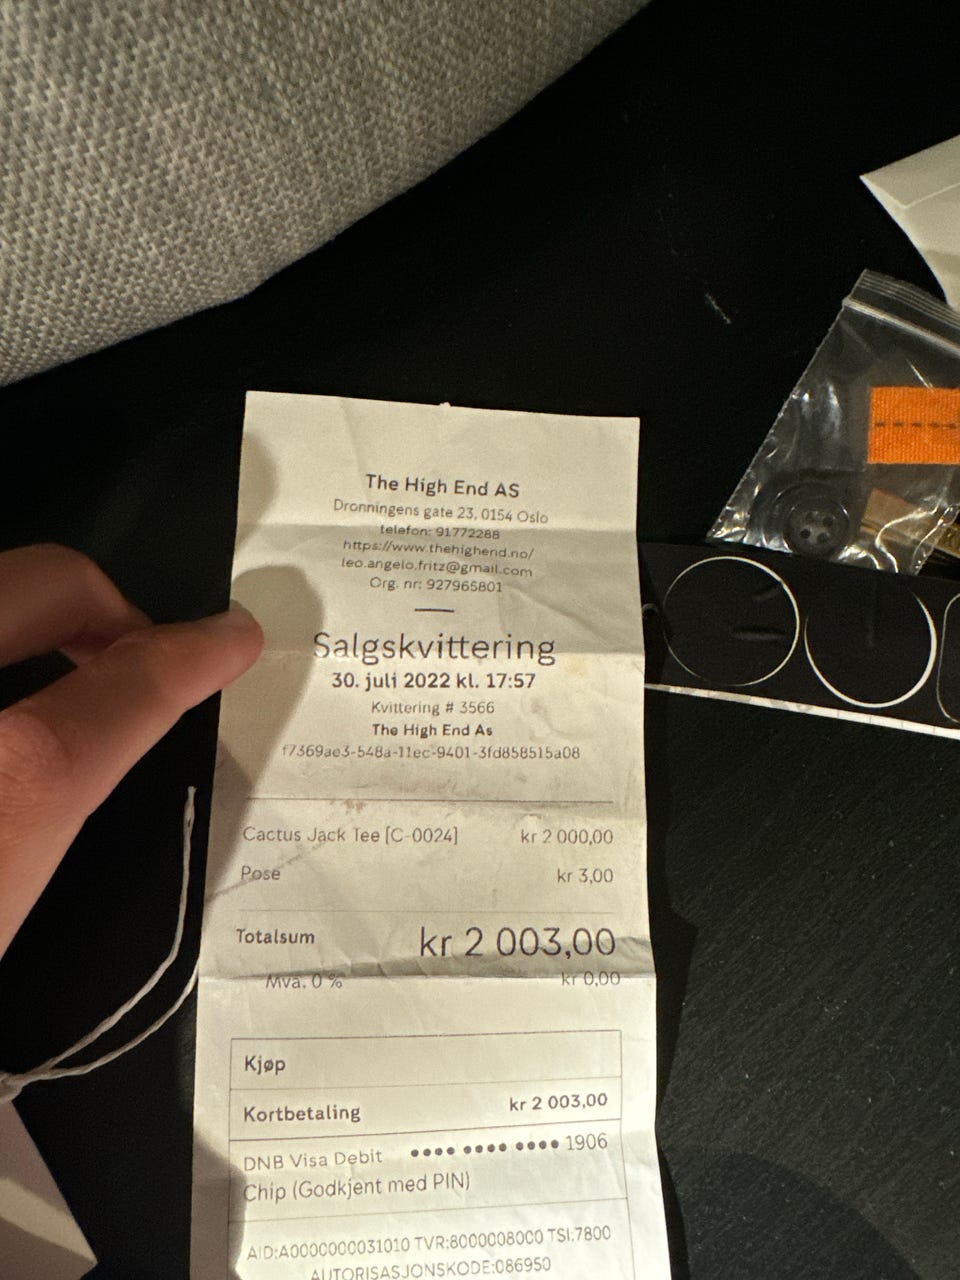 The High End AS
Dronningens gate 23, 0154 Oslo
telefon: 91772288
https://www.thehighend.no/
leo.angelo.fritz@gmail.com
Org. nr: 927965801
Salgskvittering
30. juli 2022 kl. 17:57
Kvittering # 3566
The High End As
f7369ae3-548a-11ec-9401-3fd858515a08
Cactus Jack Tee [C-0024] kr 2 000,00
Pose kr 3,00
Totalsum kr 2 003,00
Mva. 0 % kr 0,00
Kjøp
Kortbetaling kr 2 003,00
DNB Visa Debit •••• •••• •••• 1906
Chip (Godkjent med PIN)
AID:A0000000031010 TVR:8000008000 TSI:7800
AUTORISASJONSKODE:086950